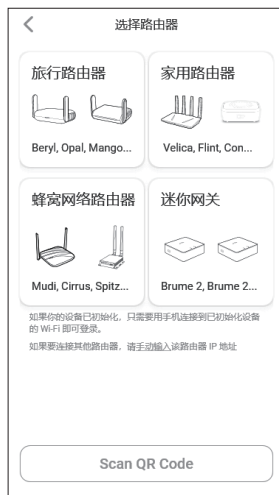 选择路由器
旅行路由器
家用路由器
Beryl, Opal, Mango...
Velica, Flint, Con...
蜂窝网络路由器
迷你网关
Mudi, Cirrus, Spitz...
Brume 2, Brume 2...
如果你的设备已初始化，只需要用手机连接到已初始化设备
的 Wi-Fi 即可登录。
如果要连接其他路由器，请手动输入该路由器 IP 地址
Scan QR Code